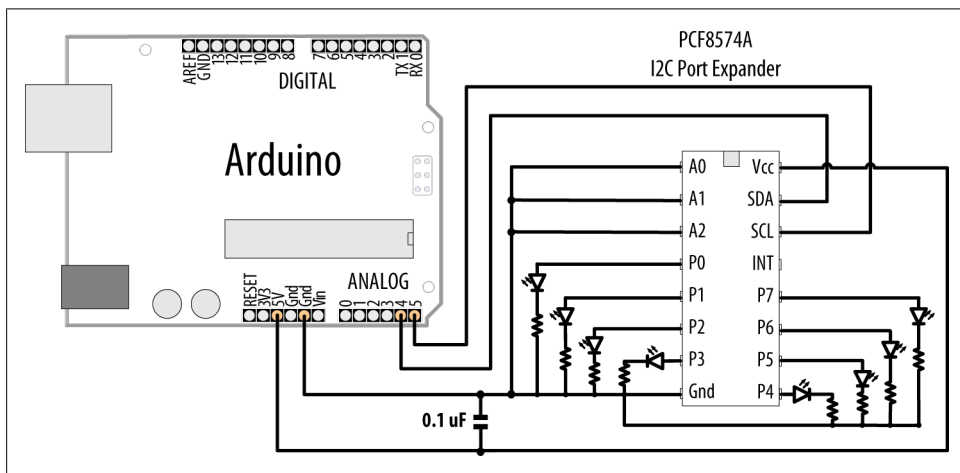 PCF8574A
I2C Port Expander
AREF
GND
13
12
11
10
9
8
7
6
5
4
3
2
TX 1
RX 0
DIGITAL
Arduino
ANALOG
RESET
3V3
5V
Gnd
Gnd
Vin
0
1
2
3
4
5
A0
A1
A2
P0
P1
P2
P3
Gnd
Vcc
SDA
SCL
INT
P7
P6
P5
P4
0.1 uF